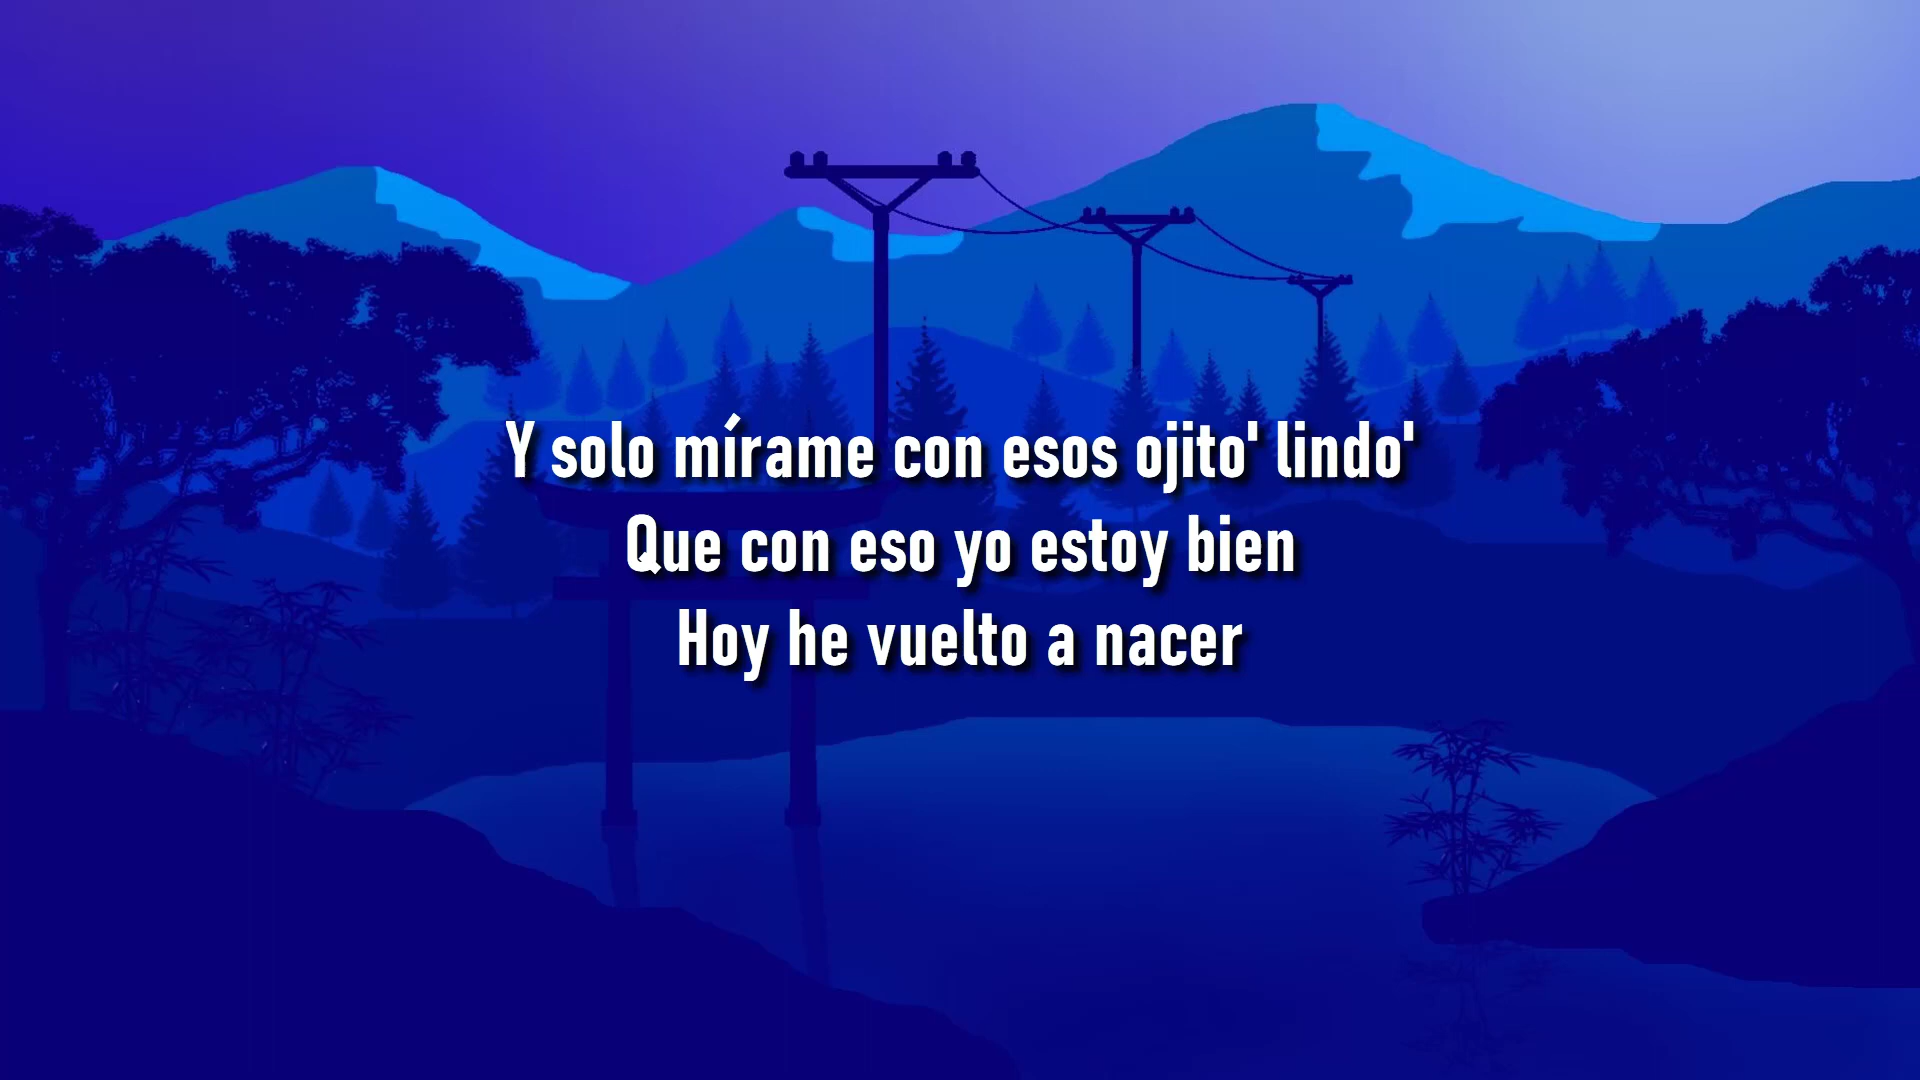 Y solo mírame con esos ojito' lindo'
Que con eso yo estoy bien
Hoy he vuelto a nacer